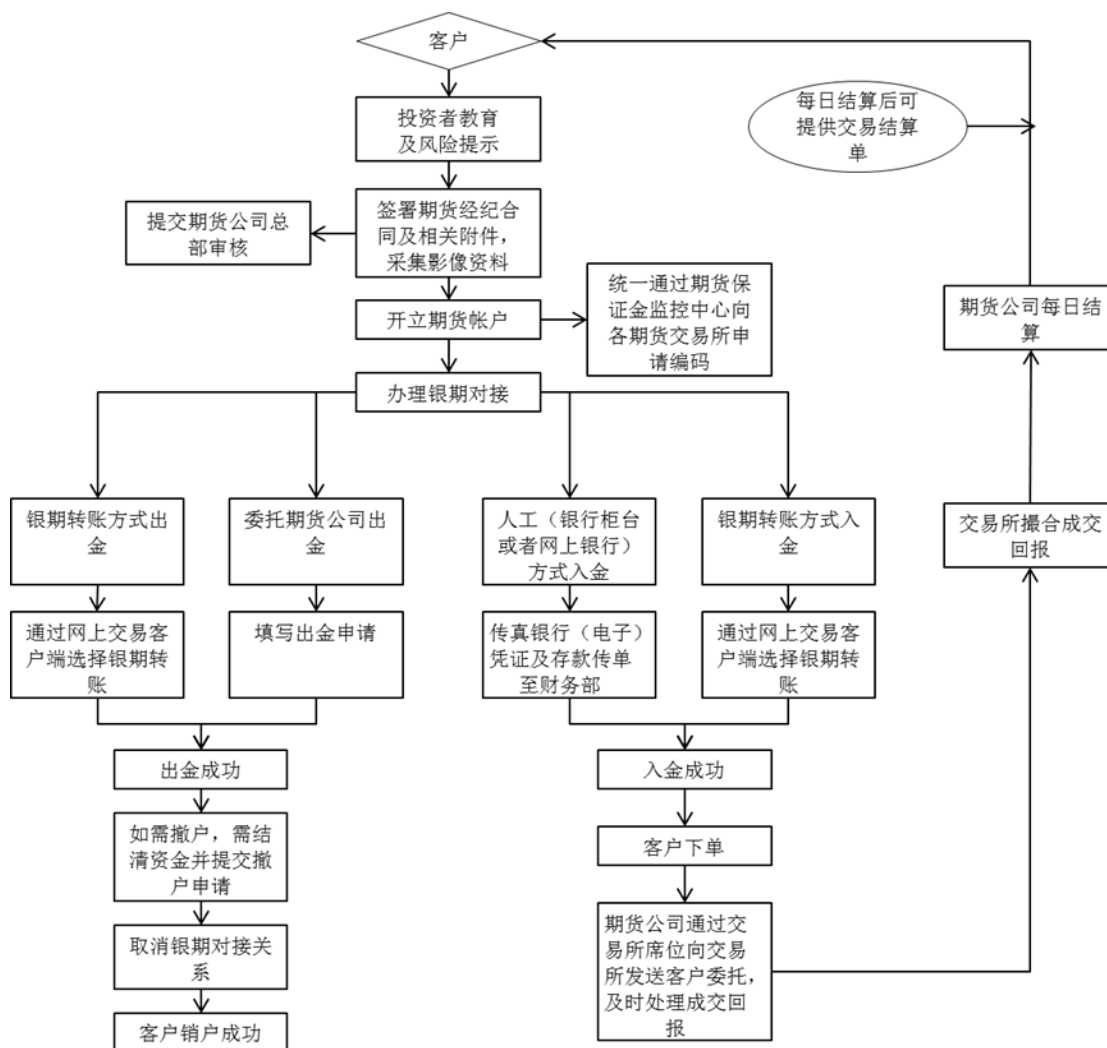 客户
每日结算后可
提供交易结算
单
投资者教育
及风险提示
提交期货公司总
部审核
签署期货经纪合
同及相关附件，
采集影像资料
统一通过期货保
证金监控中心向
各期货交易所申
请编码
开立期货帐户
期货公司每日结
算
办理银期对接
银期转账方式出
金
委托期货公司出
金
人工（银行柜台
或者网上银行）
方式入金
银期转账方式入
金
交易所撮合成交
回报
通过网上交易客
户端选择银期转
账
填写出金申请
传真银行（电子）
凭证及存款传单
至财务部
通过网上交易客
户端选择银期转
账
出金成功
入金成功
如需撤户，需结
清资金并提交撤
户申请
客户下单
取消银期对接关
系
期货公司通过交
易所席位向交易
所发送客户委托，
及时处理成交回
报
客户销户成功